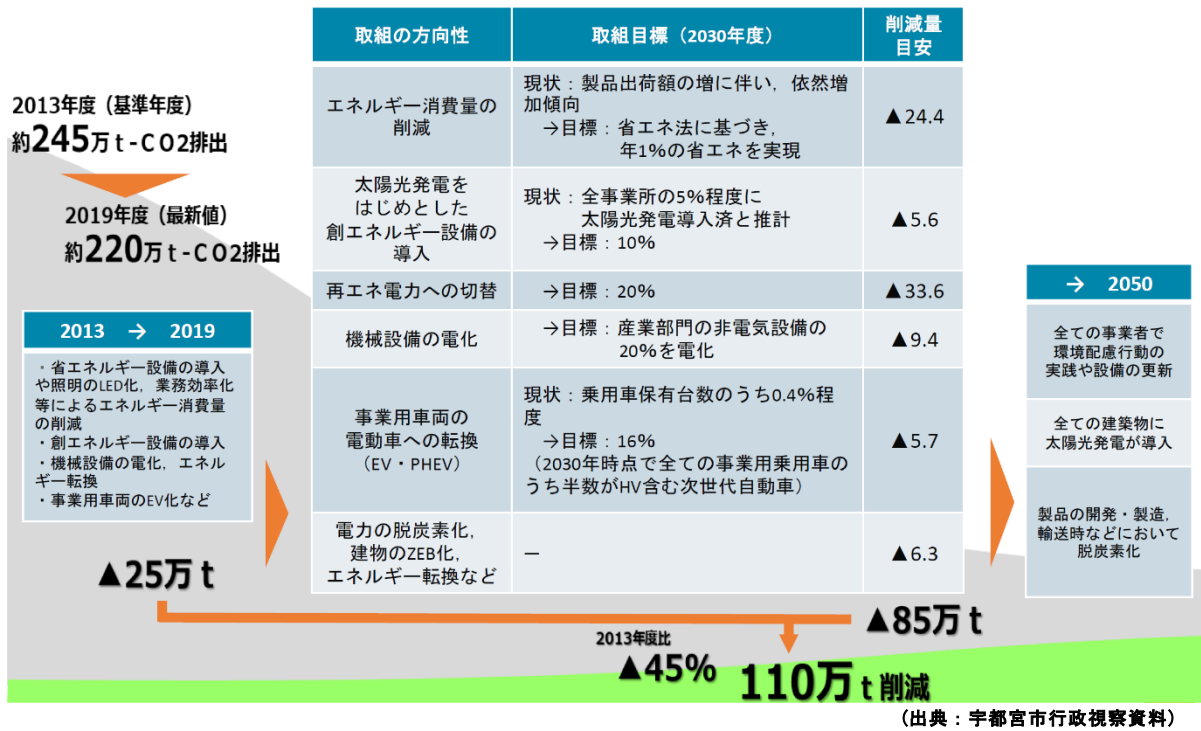 2013年度（基準年度）
約245万ｔ-ＣＯ2排出
2019年度（最新値）
約220万ｔ-ＣＯ2排出
2013 → 2019
・省エネルギー設備の導入
や照明のLED化，業務効率化
等によるエネルギー消費量
の削減
・創エネルギー設備の導入
・機械設備の電化，エネル
ギー転換
・事業用車両のEV化など
▲25万ｔ
取組の方向性
取組目標（2030年度）
削減量
目安
エネルギー消費量の
削減
現状：製品出荷額の増に伴い，依然増
加傾向
→目標：省エネ法に基づき，
年1%の省エネを実現
▲24.4
太陽光発電を
はじめとした
創エネルギー設備の
導入
現状：全事業所の5%程度に
太陽光発電導入済と推計
→目標：10%
▲5.6
再エネ電力への切替
→目標：20%
▲33.6
機械設備の電化
→目標：産業部門の非電気設備の
20%を電化
▲9.4
事業用車両の
電動車への転換
（EV・PHEV）
現状：乗用車保有台数のうち0.4%程
度
→目標：16%
（2030年時点で全ての事業用乗用車の
うち半数がHV含む次世代自動車）
▲5.7
電力の脱炭素化，
建物のZEB化，
エネルギー転換など
―
▲6.3
→ 2050
全ての事業者で
環境配慮行動の
実践や設備の更新
全ての建築物に
太陽光発電が導入
製品の開発・製造，
輸送時などにおいて
脱炭素化
▲85万ｔ
2013年度比
▲45%
110万ｔ削減
（出典：宇都宮市行政視察資料）